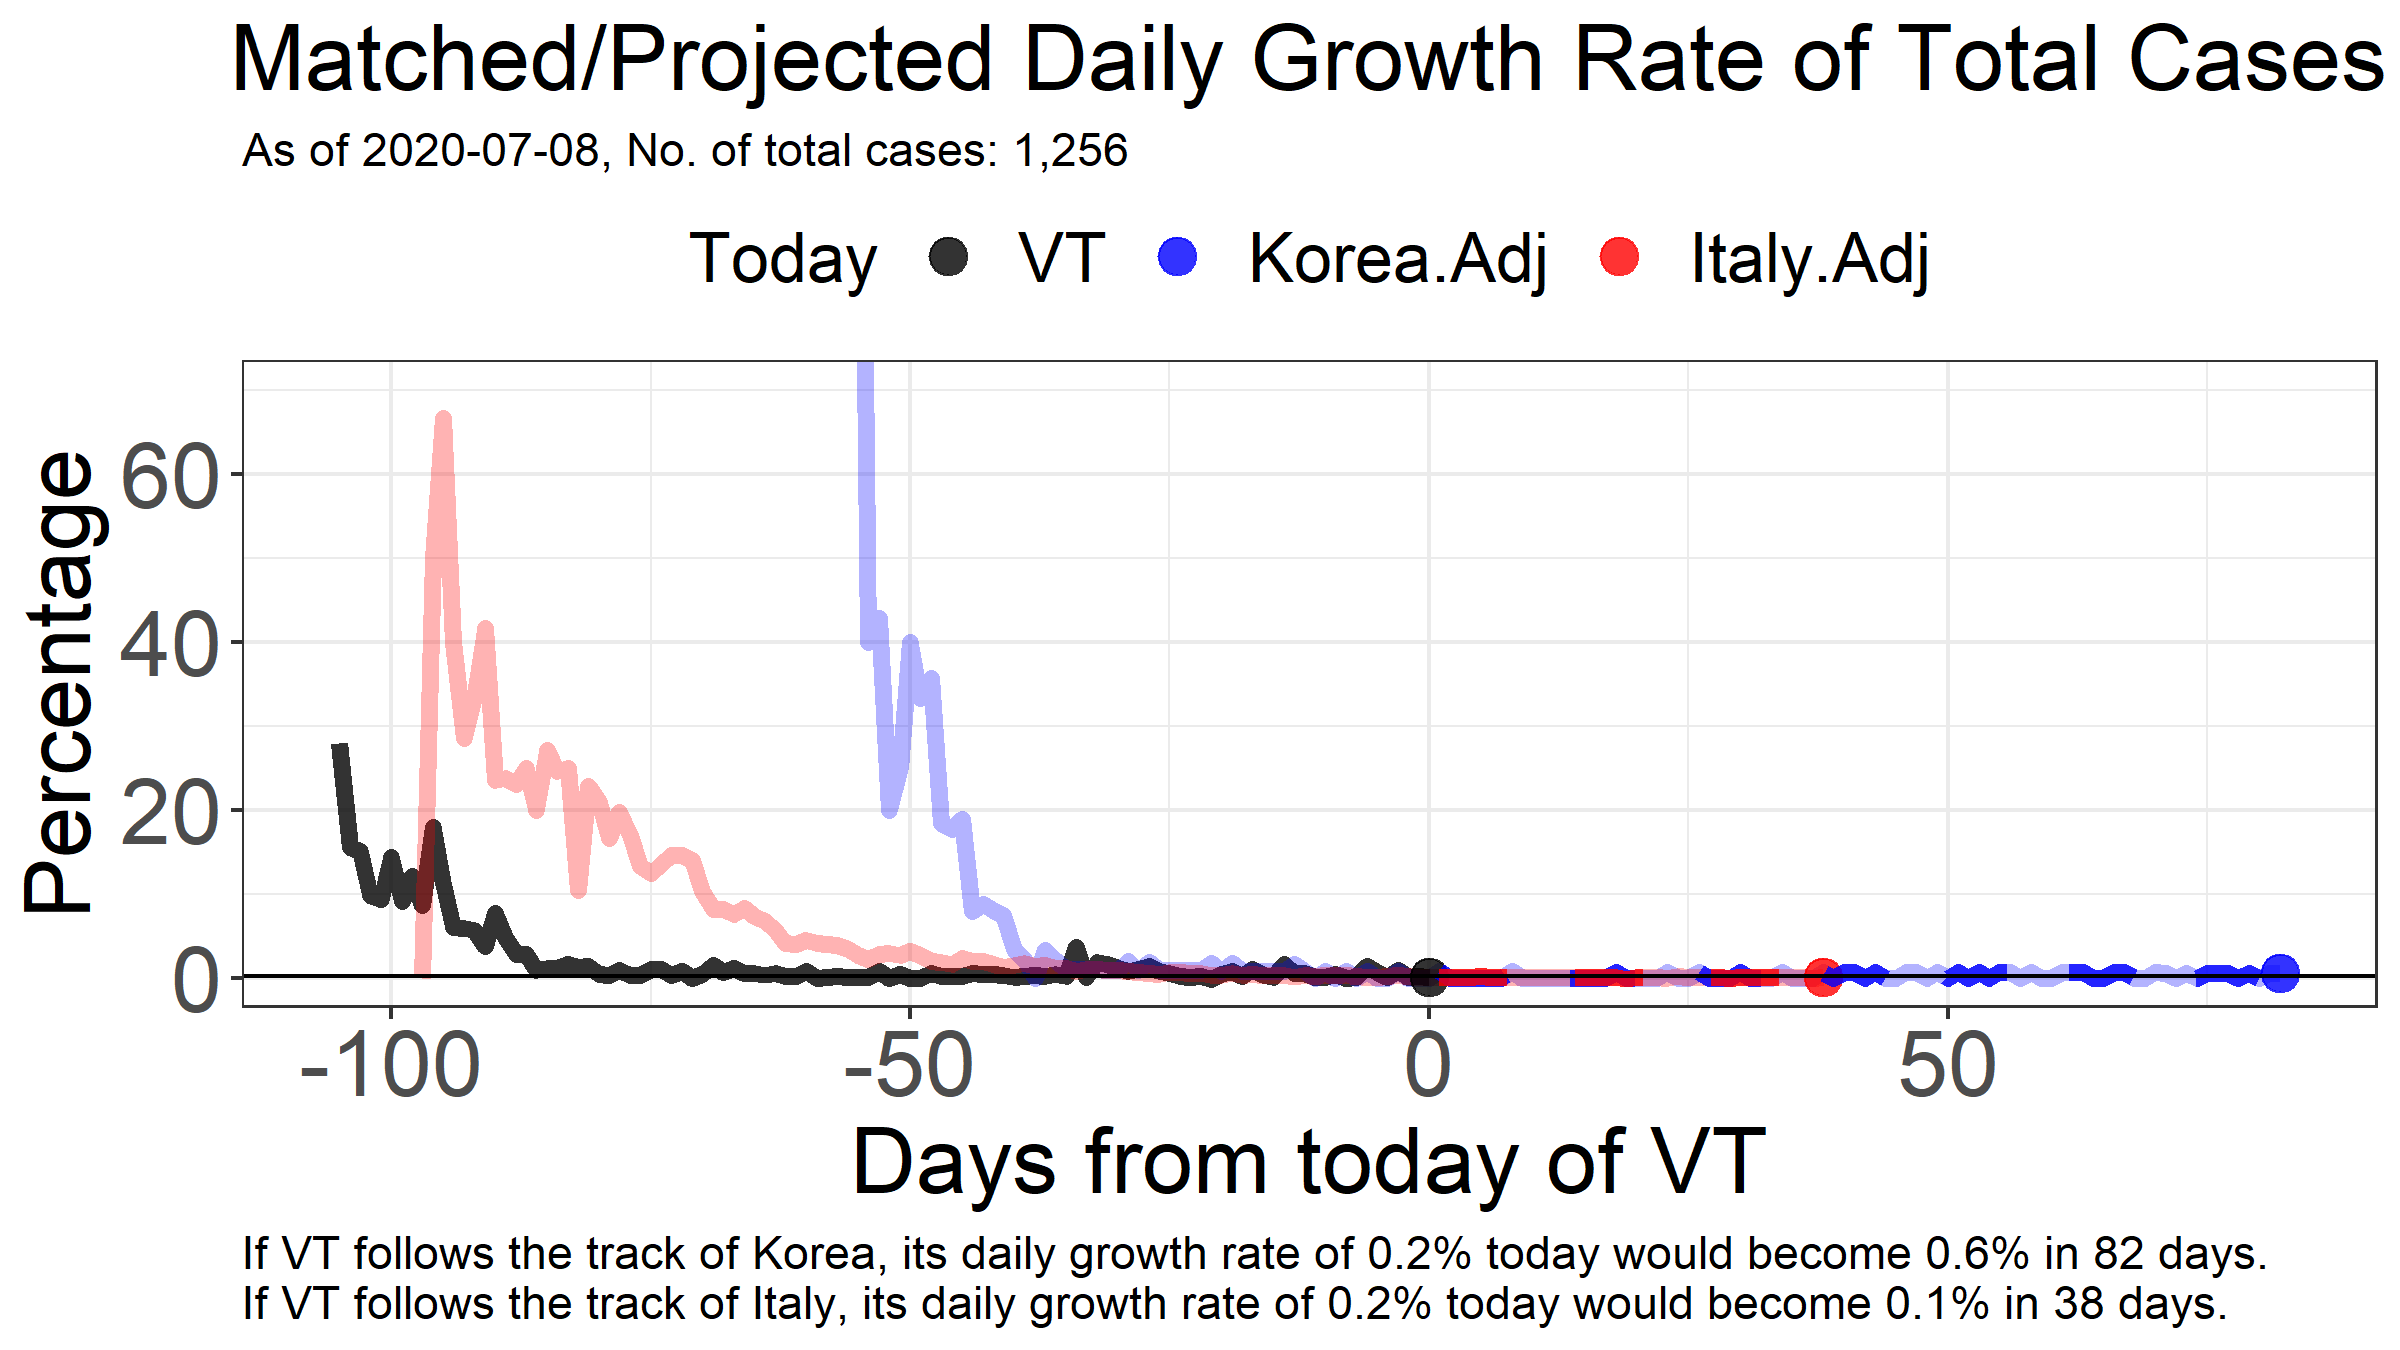 Matched/Projected Daily Growth Rate of Total Cases
As of 2020-07-08, No. of total cases: 1,256
Today VT Korea.Adj Italy.Adj
Percentage
60
40
20
0
-100 -50 0 50
Days from today of VT
If VT follows the track of Korea, its daily growth rate of 0.2% today would become 0.6% in 82 days.
If VT follows the track of Italy, its daily growth rate of 0.2% today would become 0.1% in 38 days.